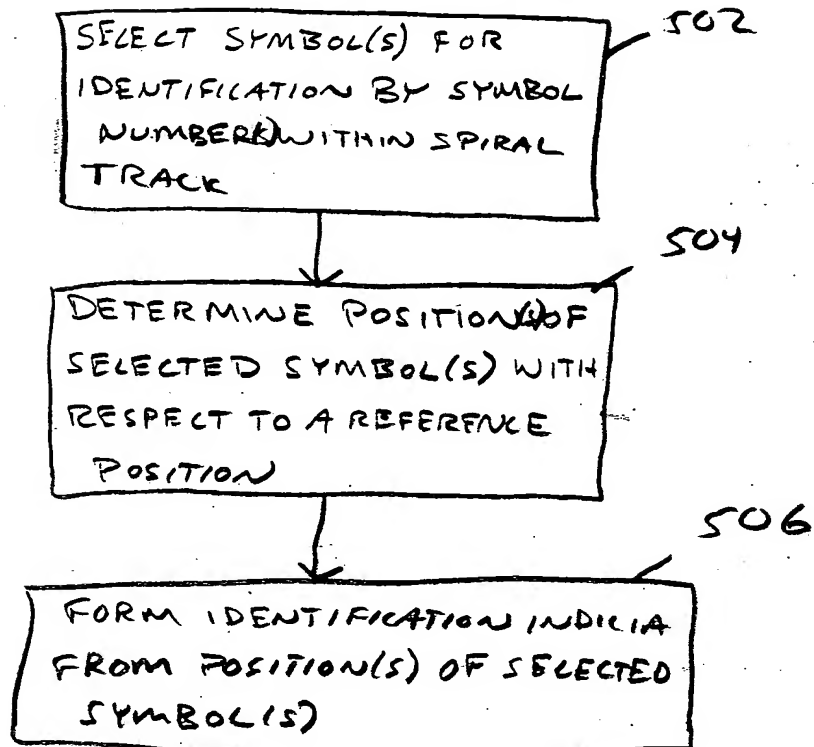 SELECT SYMBOL(S) FOR
502
IDENTIFICATION BY SYMBOL
NUMBER(S) WITHIN SPIRAL
TRACK
504
DETERMINE POSITION(S) OF
SELECTED SYMBOL(S) WITH
RESPECT TO A REFERENCE
POSITION
506
FORM IDENTIFICATION INDICIA
FROM POSITION(S) OF SELECTED
SYMBOL(S)